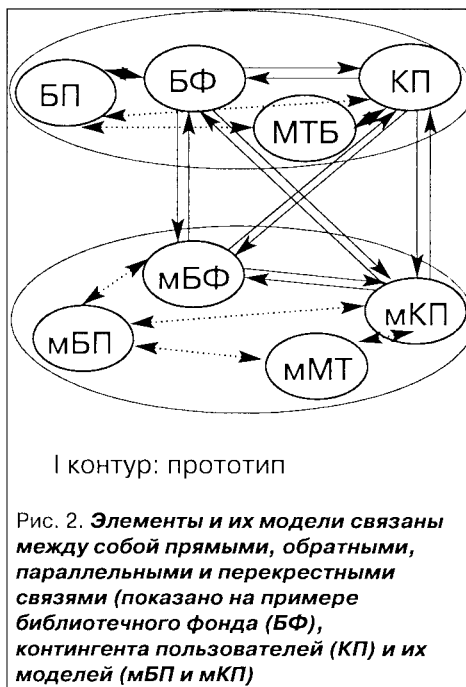 БП
БФ
КП
МТБ
мБФ
мБП
мКП
мМТ
I контур: прототип
Рис. 2. Элементы и их модели связаны
между собой прямыми, обратными,
параллельными и перекрестными
связями (показано на примере
библиотечного фонда (БФ),
контингента пользователей (КП) и их
моделей (мБП и мКП)